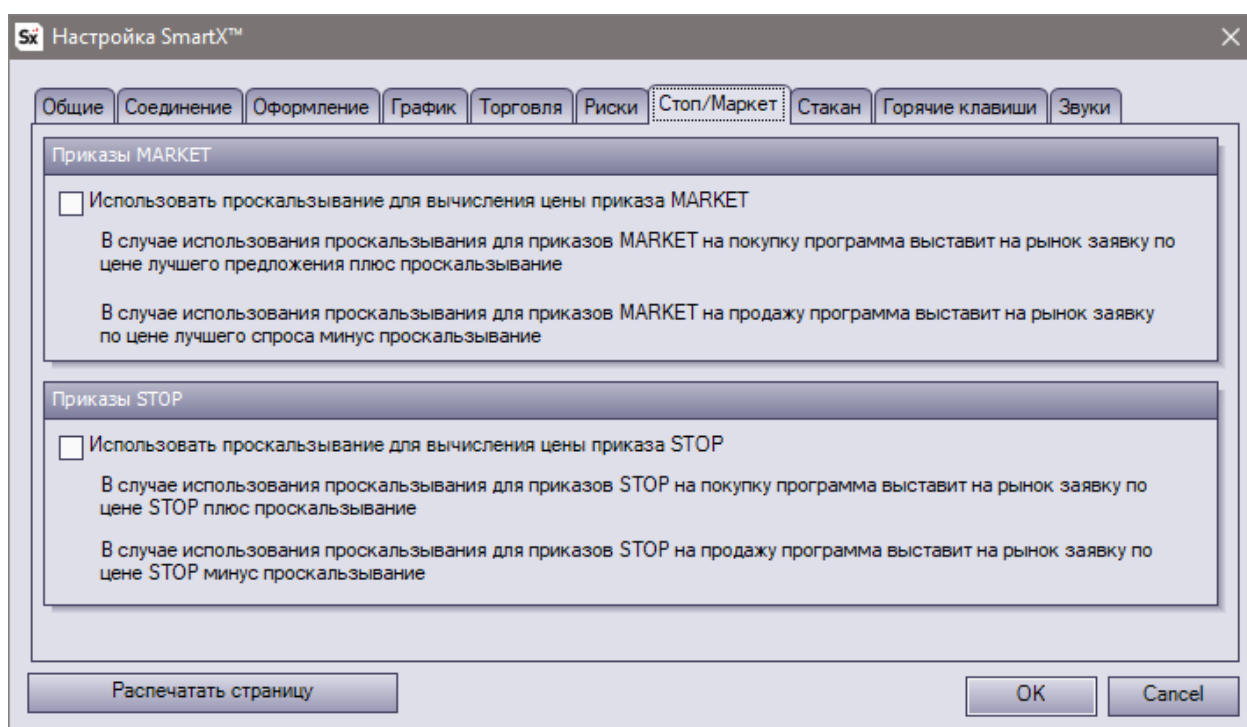 Sx Настройка SmartX™
Общие Соединение Оформление График Торговля Риски Стоп/Маркет Стакан Горячие клавиши Звуки
Приказы MARKET
Использовать проскальзывание для вычисления цены приказа MARKET
В случае использования проскальзывания для приказов MARKET на покупку программа выставит на рынок заявку по
цене лучшего предложения плюс проскальзывание
В случае использования проскальзывания для приказов MARKET на продажу программа выставит на рынок заявку
по цене лучшего спроса минус проскальзывание
Приказы STOP
Использовать проскальзывание для вычисления цены приказа STOP
В случае использования проскальзывания для приказов STOP на покупку программа выставит на рынок заявку по
цене STOP плюс проскальзывание
В случае использования проскальзывания для приказов STOP на продажу программа выставит на рынок заявку по
цене STOP минус проскальзывание
Распечатать страницу OK Cancel